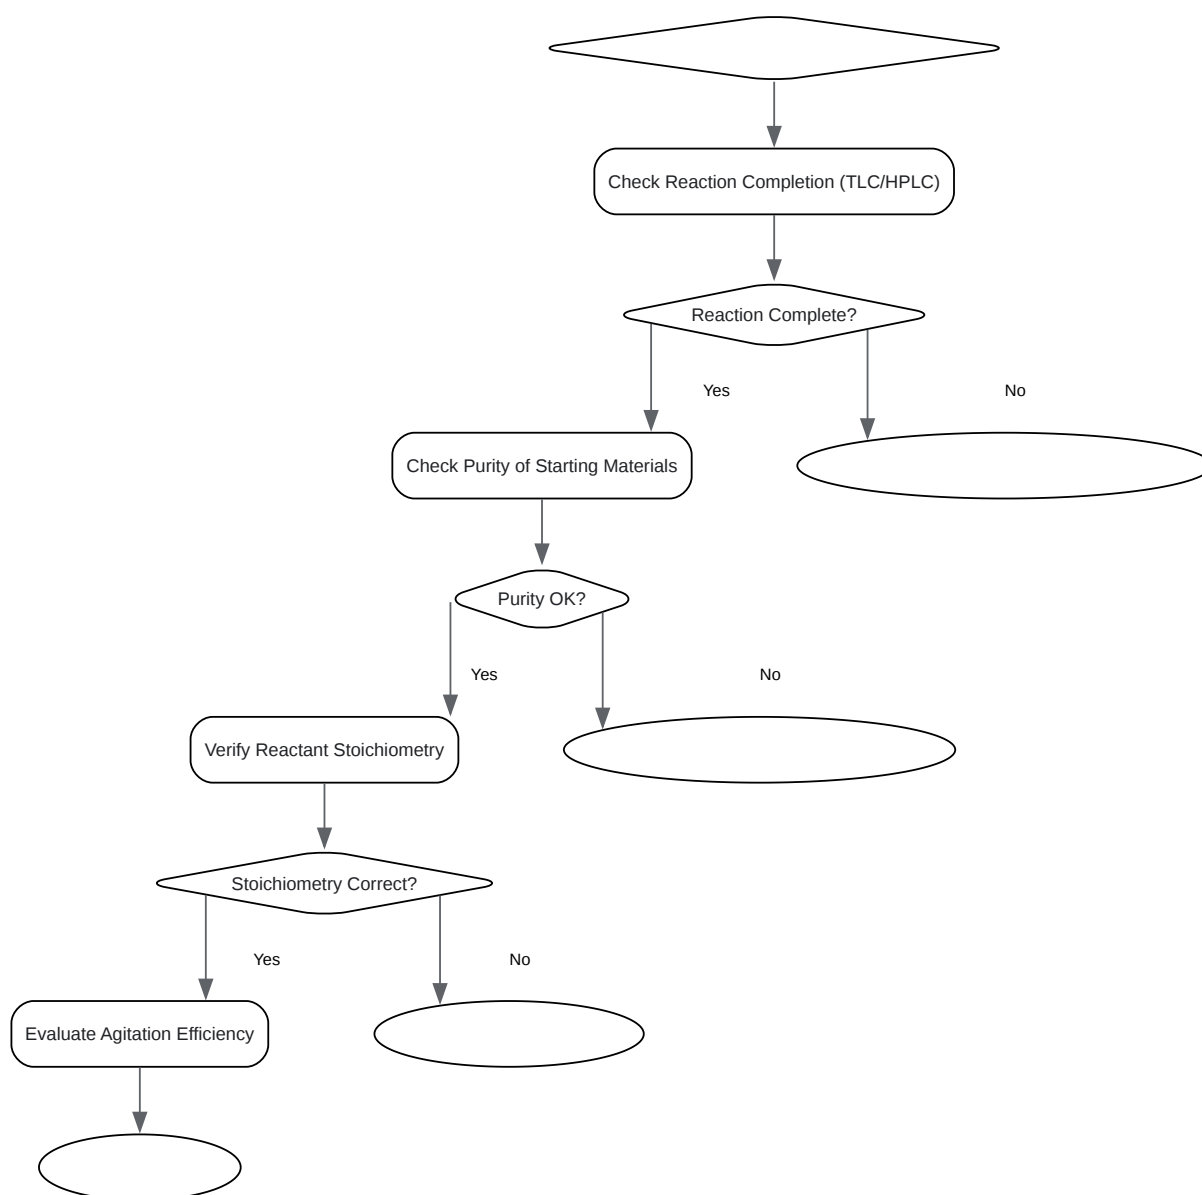 Check Reaction Completion (TLC/HPLC)
Reaction Complete?
Yes
No
Check Purity of Starting Materials
Purity OK?
Yes
No
Verify Reactant Stoichiometry
Stoichiometry Correct?
Yes
No
Evaluate Agitation Efficiency